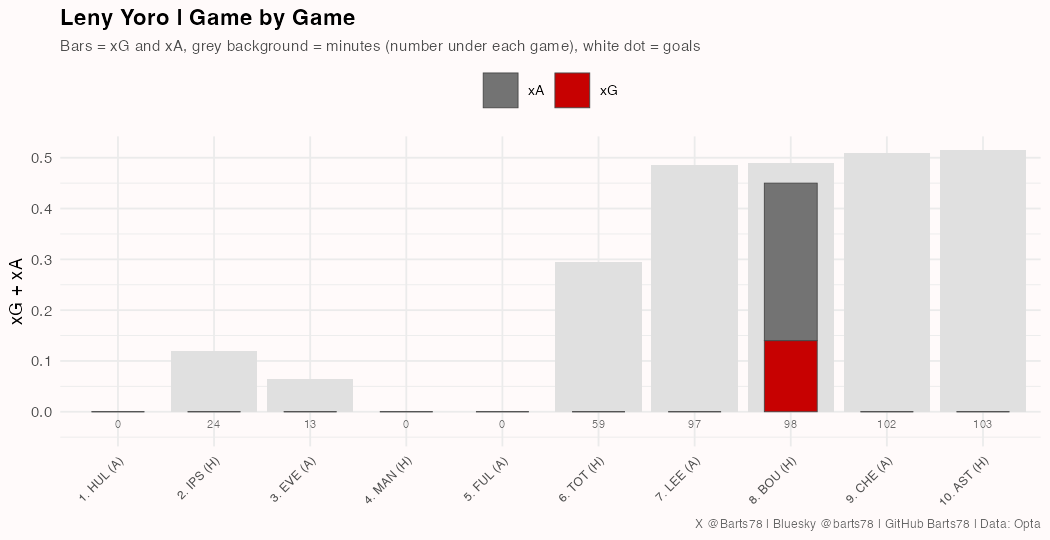 Leny Yoro | Game by Game
Bars = xG and xA, grey background = minutes (number under each game), white dot = goals
xA xG
xG + xA
0.5
0.4
0.3
0.2
0.1
0.0
0 24 13 0 0 59 97 98 102 103
1. HUL (A) 2. IPS (H) 3. EVE (A) 4. MAN (H) 5. FUL (A) 6. TOT (H) 7. LEE (A) 8. BOU (H) 9. CHE (A) 10. AST (H)
X @Barts78 | Bluesky @barts78 | GitHub Barts78 | Data: Opta